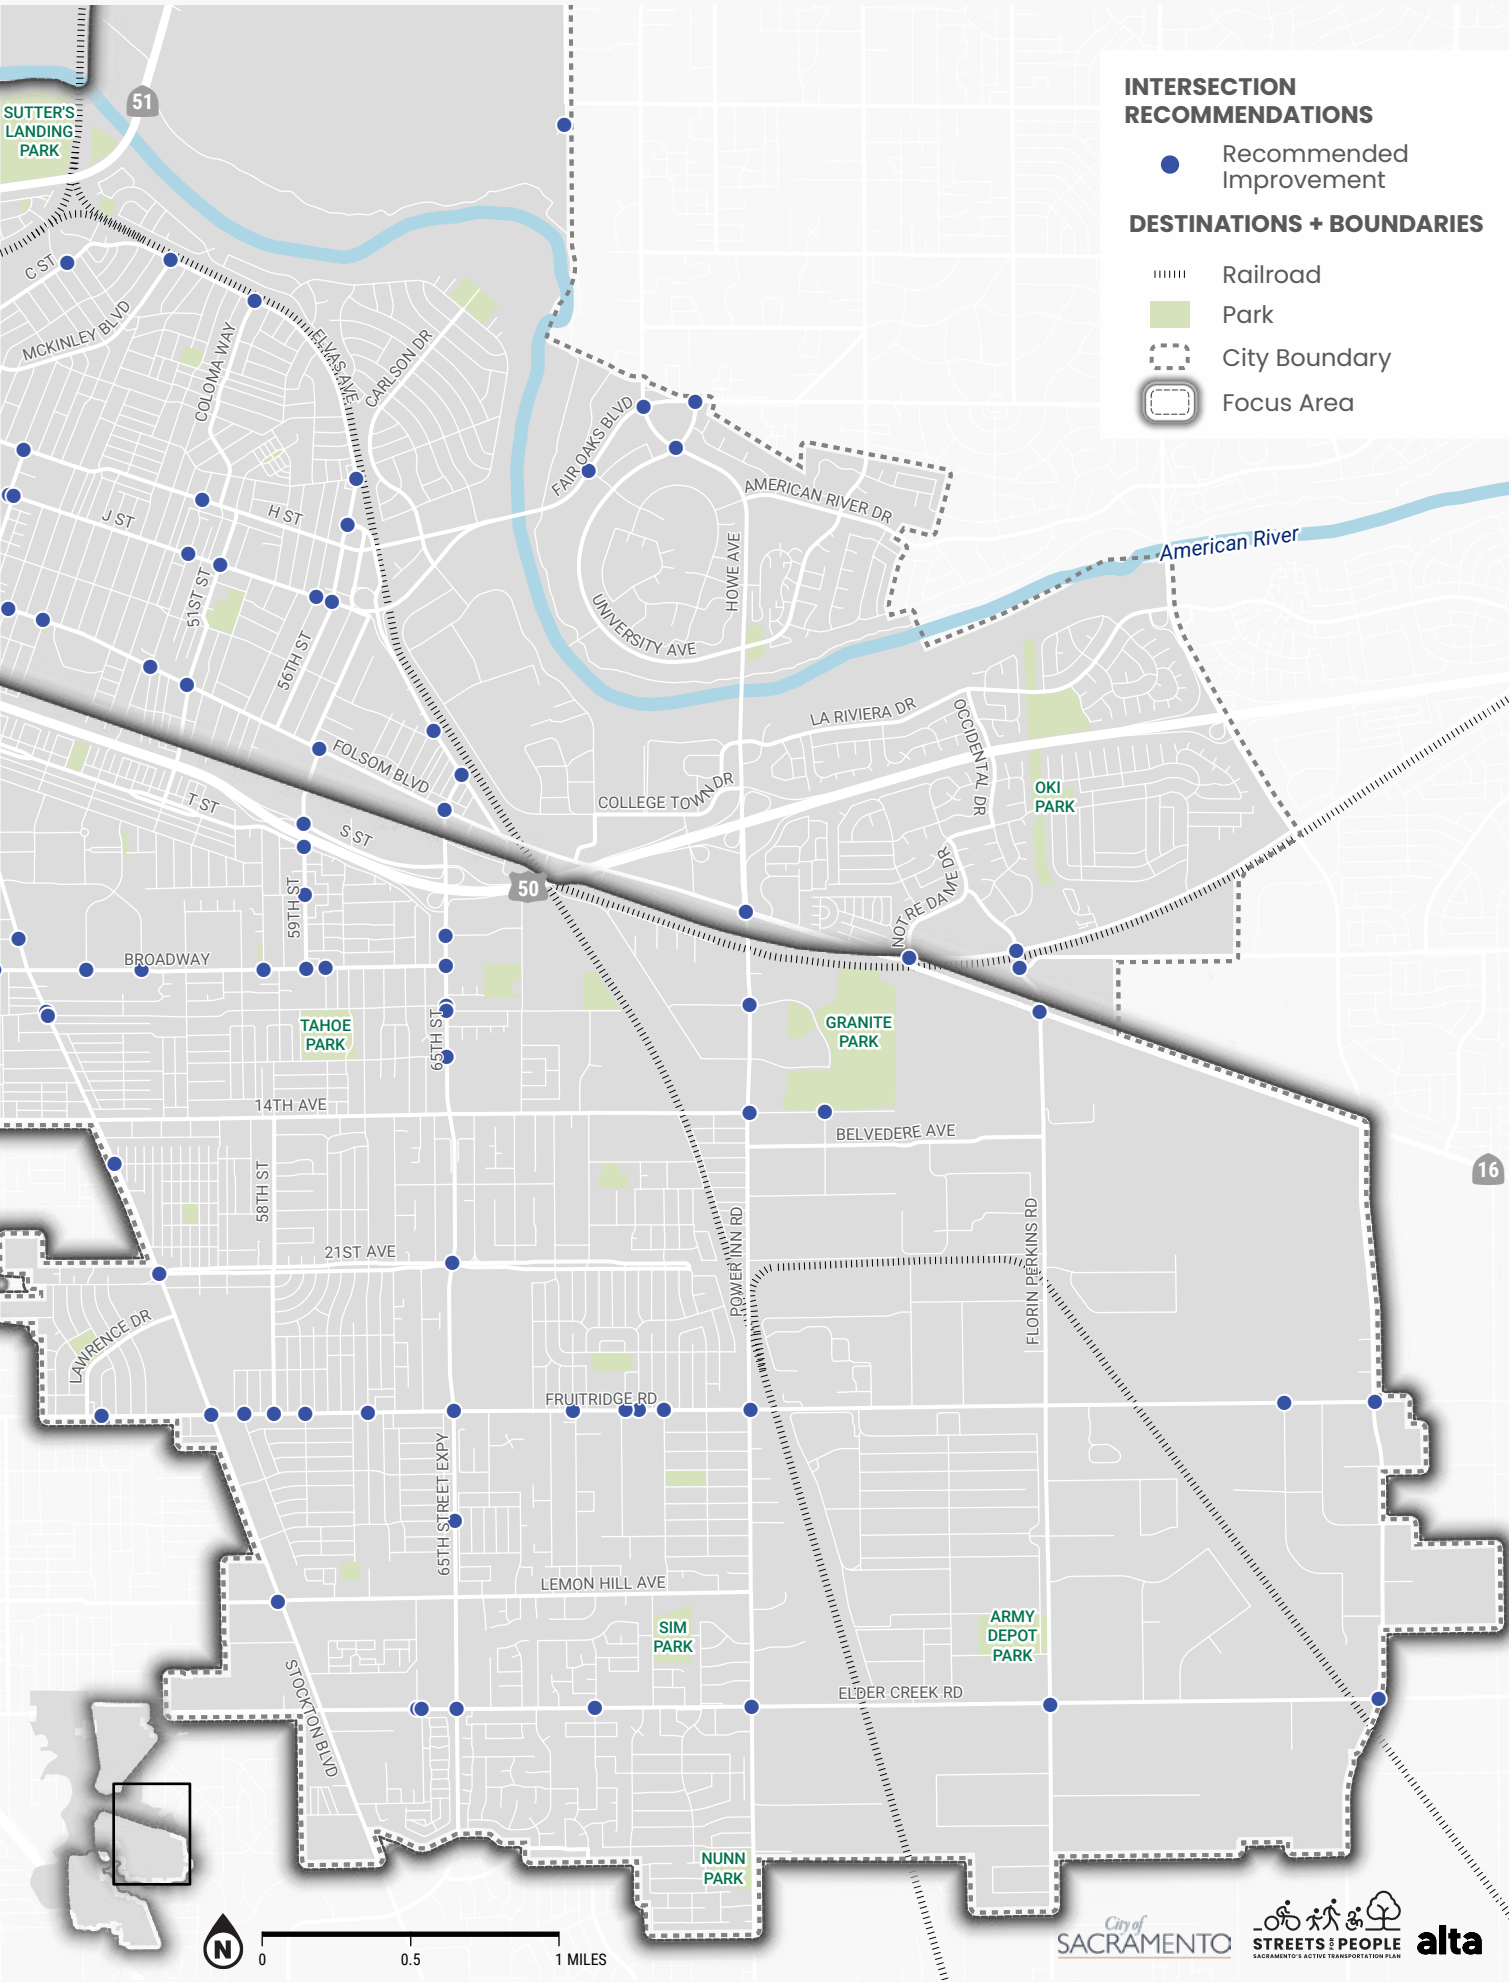 INTERSECTION
RECOMMENDATIONS
Recommended
Improvement
DESTINATIONS + BOUNDARIES
Railroad
Park
City Boundary
Focus Area
51
SUTTER'S
LANDING
PARK
C ST
MCKINLEY BLVD
COLOMA WAY
ELVAS AVE
CARLSON DR
FAIR OAKS BLVD
AMERICAN RIVER DR
J ST
H ST
HOWE AVE
American River
51ST ST
56TH ST
UNIVERSITY AVE
LA RIVIERA DR
OCCIDENTAL DR
FOLSOM BLVD
COLLEGE TOWN DR
OKI
PARK
T ST
S ST
NOTRE DAME DR
50
59TH ST
BROADWAY
TAHOE
PARK
65TH ST
GRANITE
PARK
14TH AVE
BELVEDERE AVE
16
58TH ST
21ST AVE
POWER INN RD
FLORIN PERKINS RD
LAWRENCE DR
FRUITRIDGE RD
65TH STREET EXPY
LEMON HILL AVE
SIM
PARK
ARMY
DEPOT
PARK
STOCKTON BLVD
ELDER CREEK RD
NUNN
PARK
N
0
0.5
1 MILES
City of
SACRAMENTO
STREETS FOR PEOPLE
SACRAMENTO'S ACTIVE TRANSPORTATION PLAN
alta